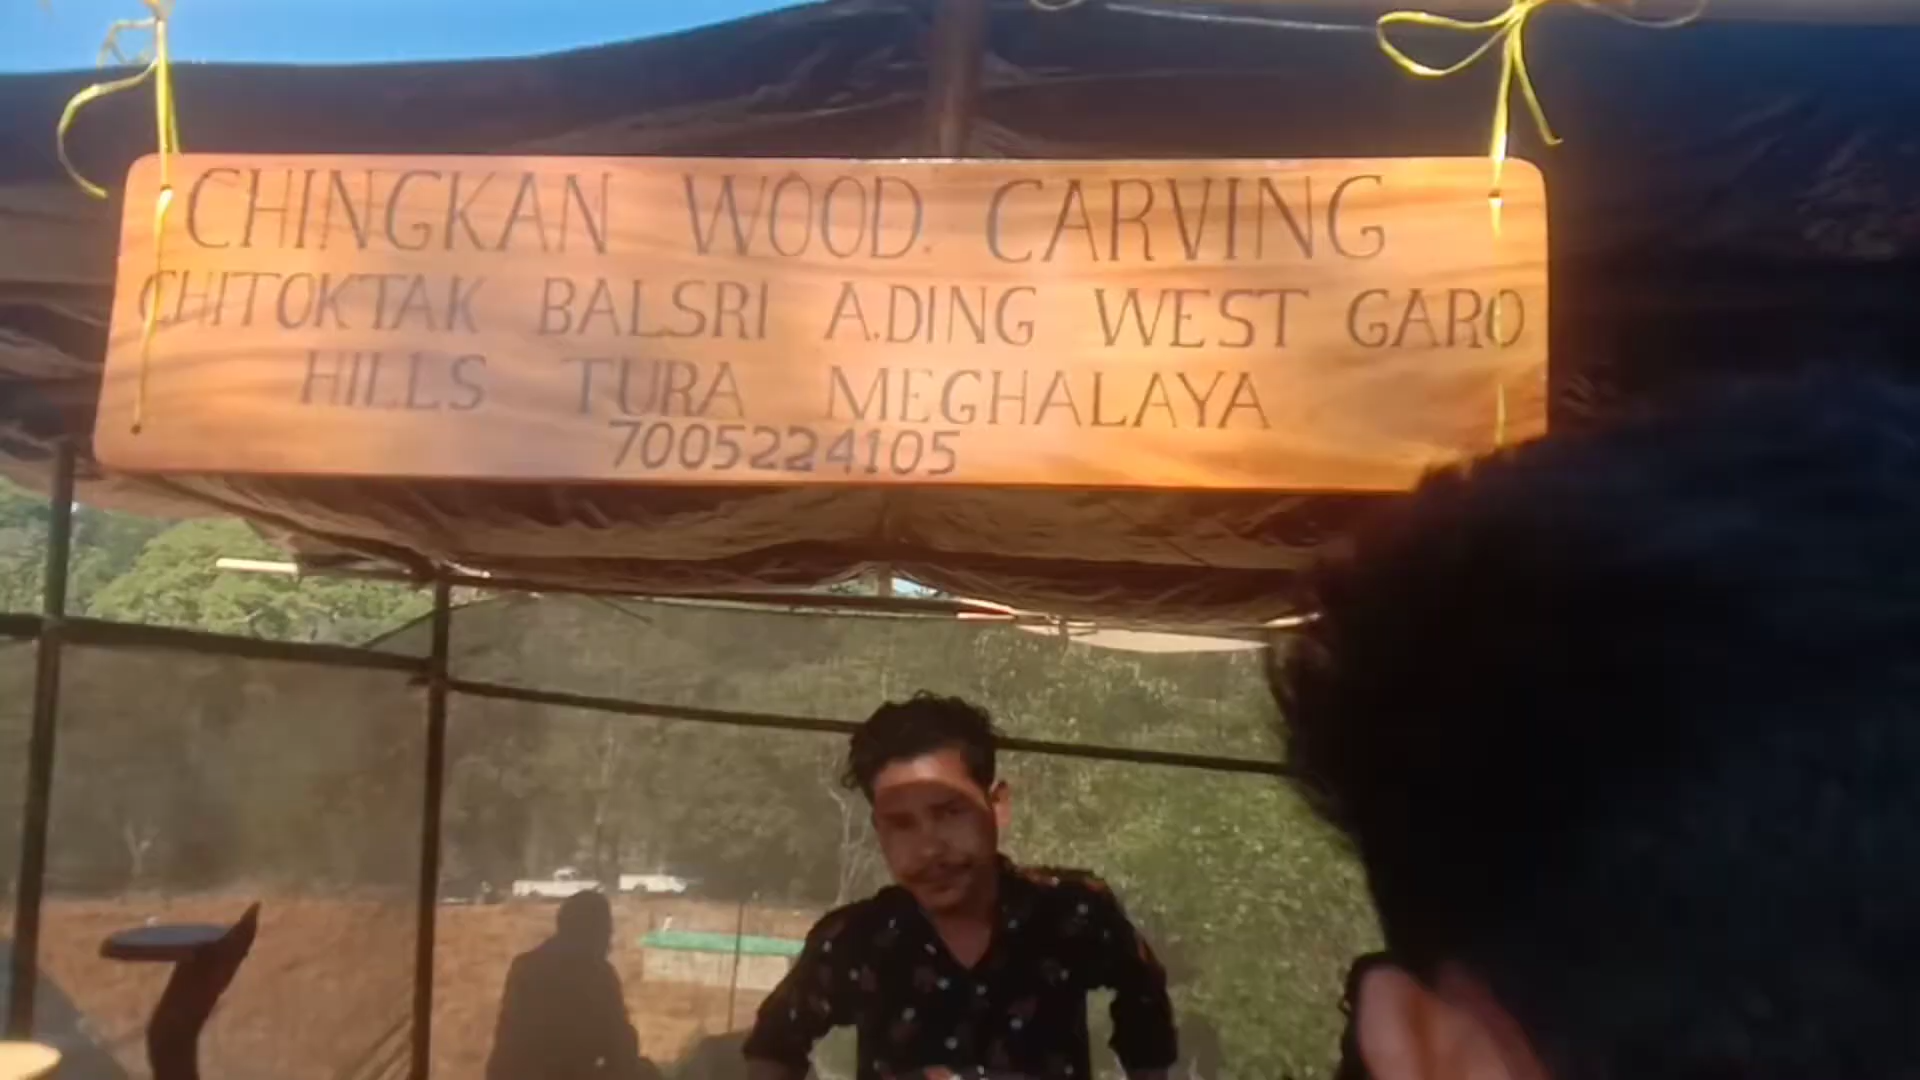 CHINGKAN WOOD. CARVING
CHITOKTAK BALSRI A.DING WEST GARO
HILLS TURA MEGHALAYA
7005224105